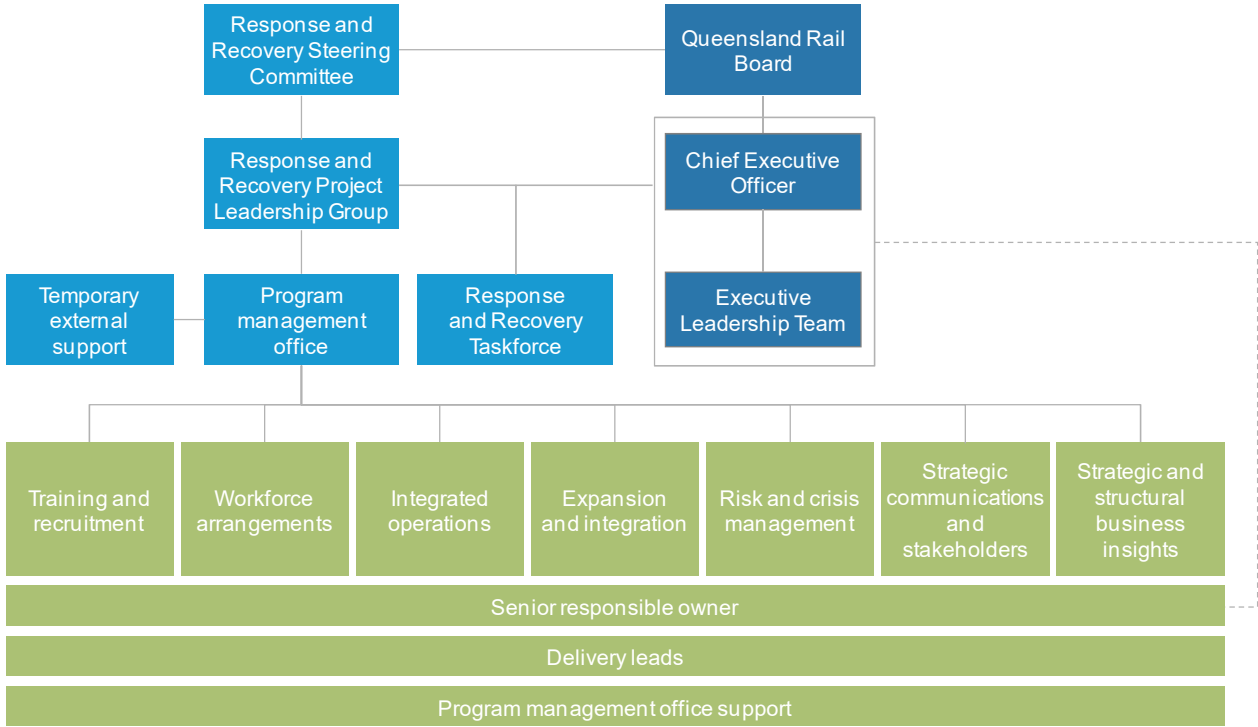 Response and
Recovery Steering
Committee
Queensland Rail
Board
Response and
Recovery Project
Leadership Group
Chief Executive
Officer
Temporary
external
support
Program
management
office
Response
and Recovery
Taskforce
Executive
Leadership Team
Training and
recruitment
Workforce
arrangements
Integrated
operations
Expansion
and integration
Risk and crisis
management
Strategic
communications
and
stakeholders
Strategic and
structural
business
insights
Senior responsible owner
Delivery leads
Program management office support